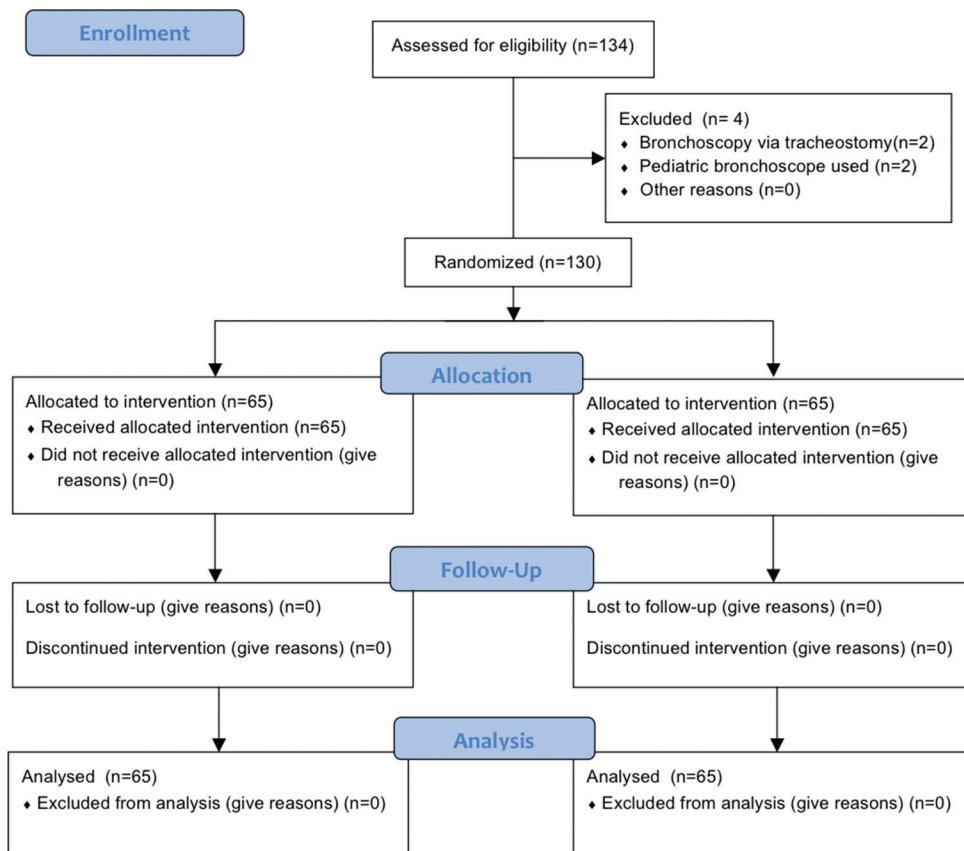 Enrollment
Assessed for eligibility (n=134)
Excluded (n= 4)
♦ Bronchoscopy via tracheostomy(n=2)
♦ Pediatric bronchoscope used (n=2)
♦ Other reasons (n=0)
Randomized (n=130)
Allocation
Allocated to intervention (n=65)
♦ Received allocated intervention (n=65)
♦ Did not receive allocated intervention (give
reasons) (n=0)
Allocated to intervention (n=65)
♦ Received allocated intervention (n=65)
♦ Did not receive allocated intervention (give
reasons) (n=0)
Follow-Up
Lost to follow-up (give reasons) (n=0)
Discontinued intervention (give reasons) (n=0)
Lost to follow-up (give reasons) (n=0)
Discontinued intervention (give reasons) (n=0)
Analysis
Analysed (n=65)
♦ Excluded from analysis (give reasons) (n=0)
Analysed (n=65)
♦ Excluded from analysis (give reasons) (n=0)